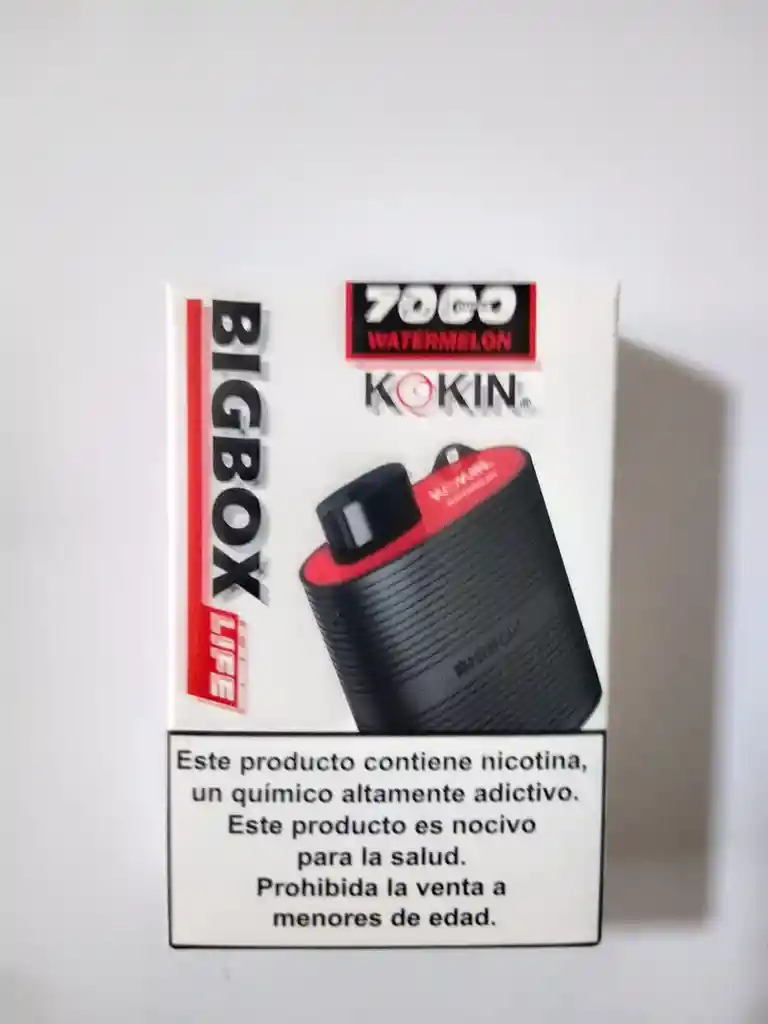 7000
WATERMELON
KOKIN
BIGBOX
LIFE
KOKIN
Este producto contiene nicotina,
un químico altamente adictivo.
Este producto es nocivo
para la salud.
Prohibida la venta a
menores de edad.